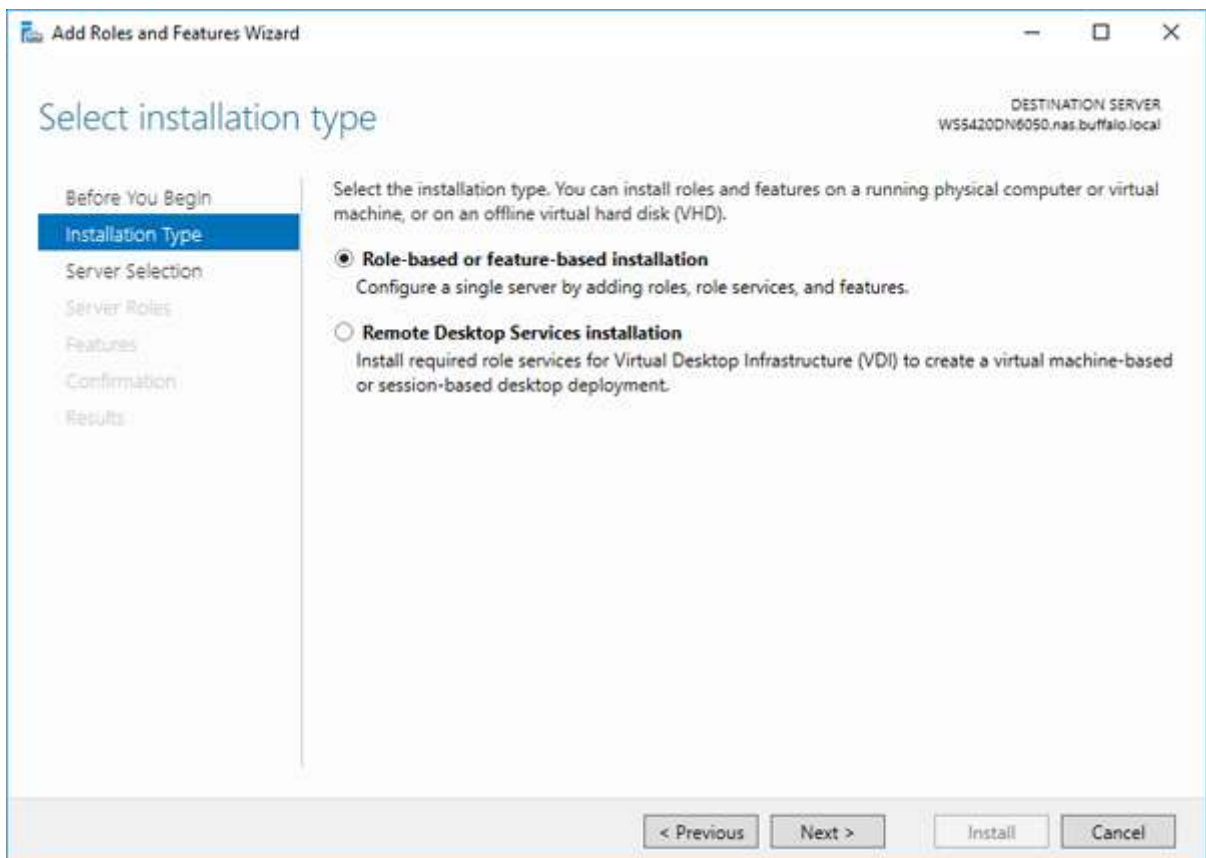 Add Roles and Features Wizard
Select installation type
DESTINATION SERVER
WS5420DN6050.nas.buffalo.local
Before You Begin
Installation Type
Server Selection
Server Roles
Features
Confirmation
Results
Select the installation type. You can install roles and features on a running physical computer or virtual
machine, or on an offline virtual hard disk (VHD).
Role-based or feature-based installation
Configure a single server by adding roles, role services, and features.
Remote Desktop Services installation
Install required role services for Virtual Desktop Infrastructure (VDI) to create a virtual machine-based
or session-based desktop deployment.
< Previous
Next >
Install
Cancel